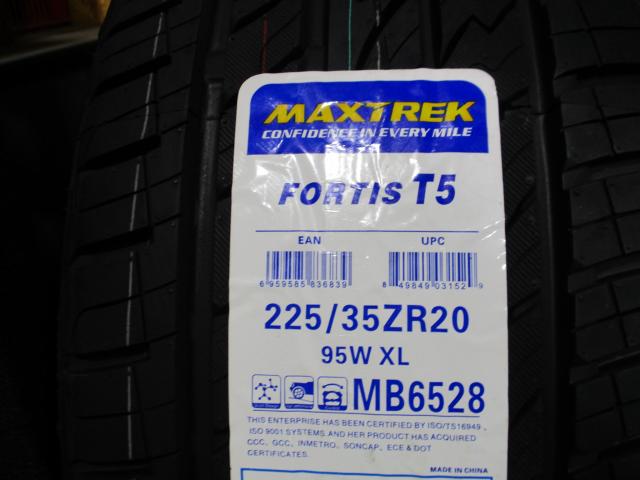 MAXTREK
CONFIDENCE IN EVERY MILE
FORTIS T5
EAN UPC
6 959585 836839 8 49849 03152 9
225/35ZR20
95W XL
MB6528
THIS ENTERPRISE HAS BEEN CERTIFIED BY ISO/TS16949 ,
ISO 9001 SYSTEMS AND HER PRODUCT HAS ACQUIRED
CCC、GCC、INMETRO、SONCAP、ECE & DOT
CERTIFICATES.
MADE IN CHINA